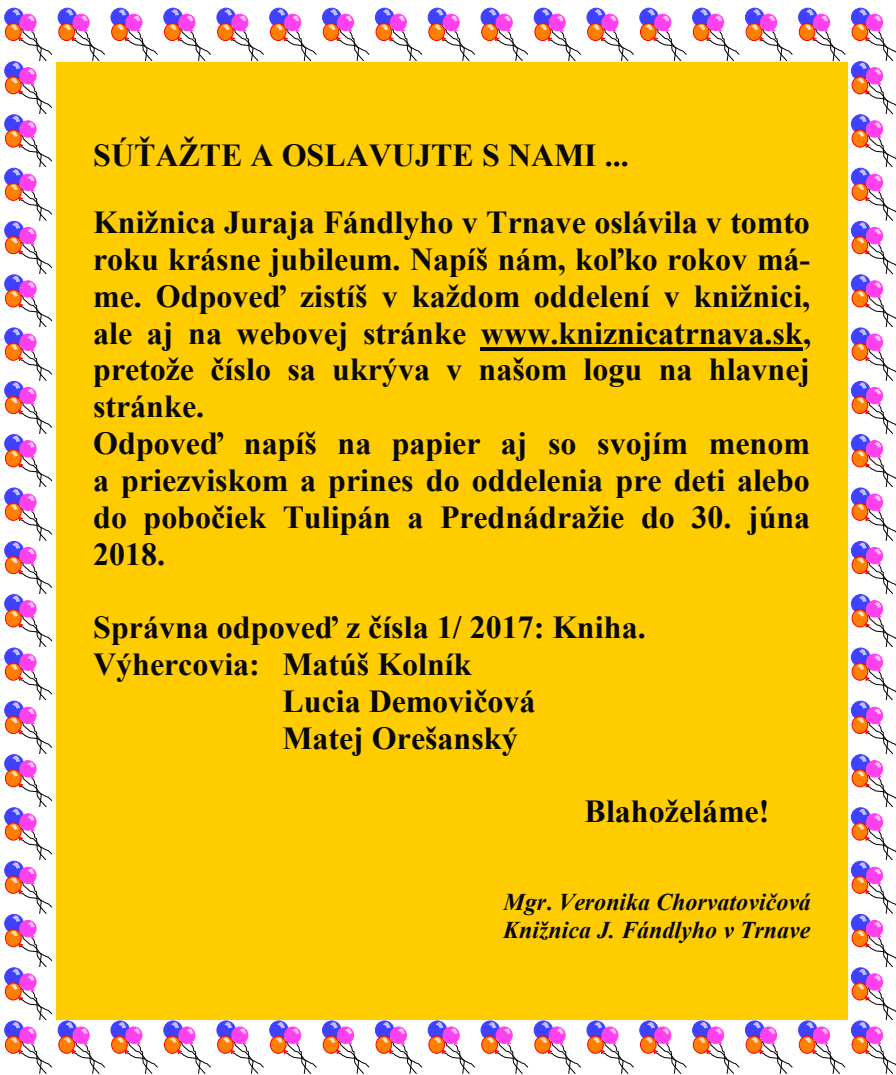 SÚŤAŽTE A OSLAVUJTE S NAMI ...
Knižnica Juraja Fándlyho v Trnave oslávila v tomto
roku krásne jubileum. Napíš nám, koľko rokov má-
me. Odpoveď zistíš v každom oddelení v knižnici,
ale aj na webovej stránke www.kniznicatrnava.sk,
pretože číslo sa ukrýva v našom logu na hlavnej
stránke.
Odpoveď napíš na papier aj so svojím menom
a priezviskom a prines do oddelenia pre deti alebo
do pobočiek Tulipán a Prednádražie do 30. júna
2018.
Správna odpoveď z čísla 1/ 2017: Kniha.
Výhercovia: Matúš Kolník
Lucia Demovičová
Matej Orešanský
Blahoželáme!
Mgr. Veronika Chorvatovičová
Knižnica J. Fándlyho v Trnave